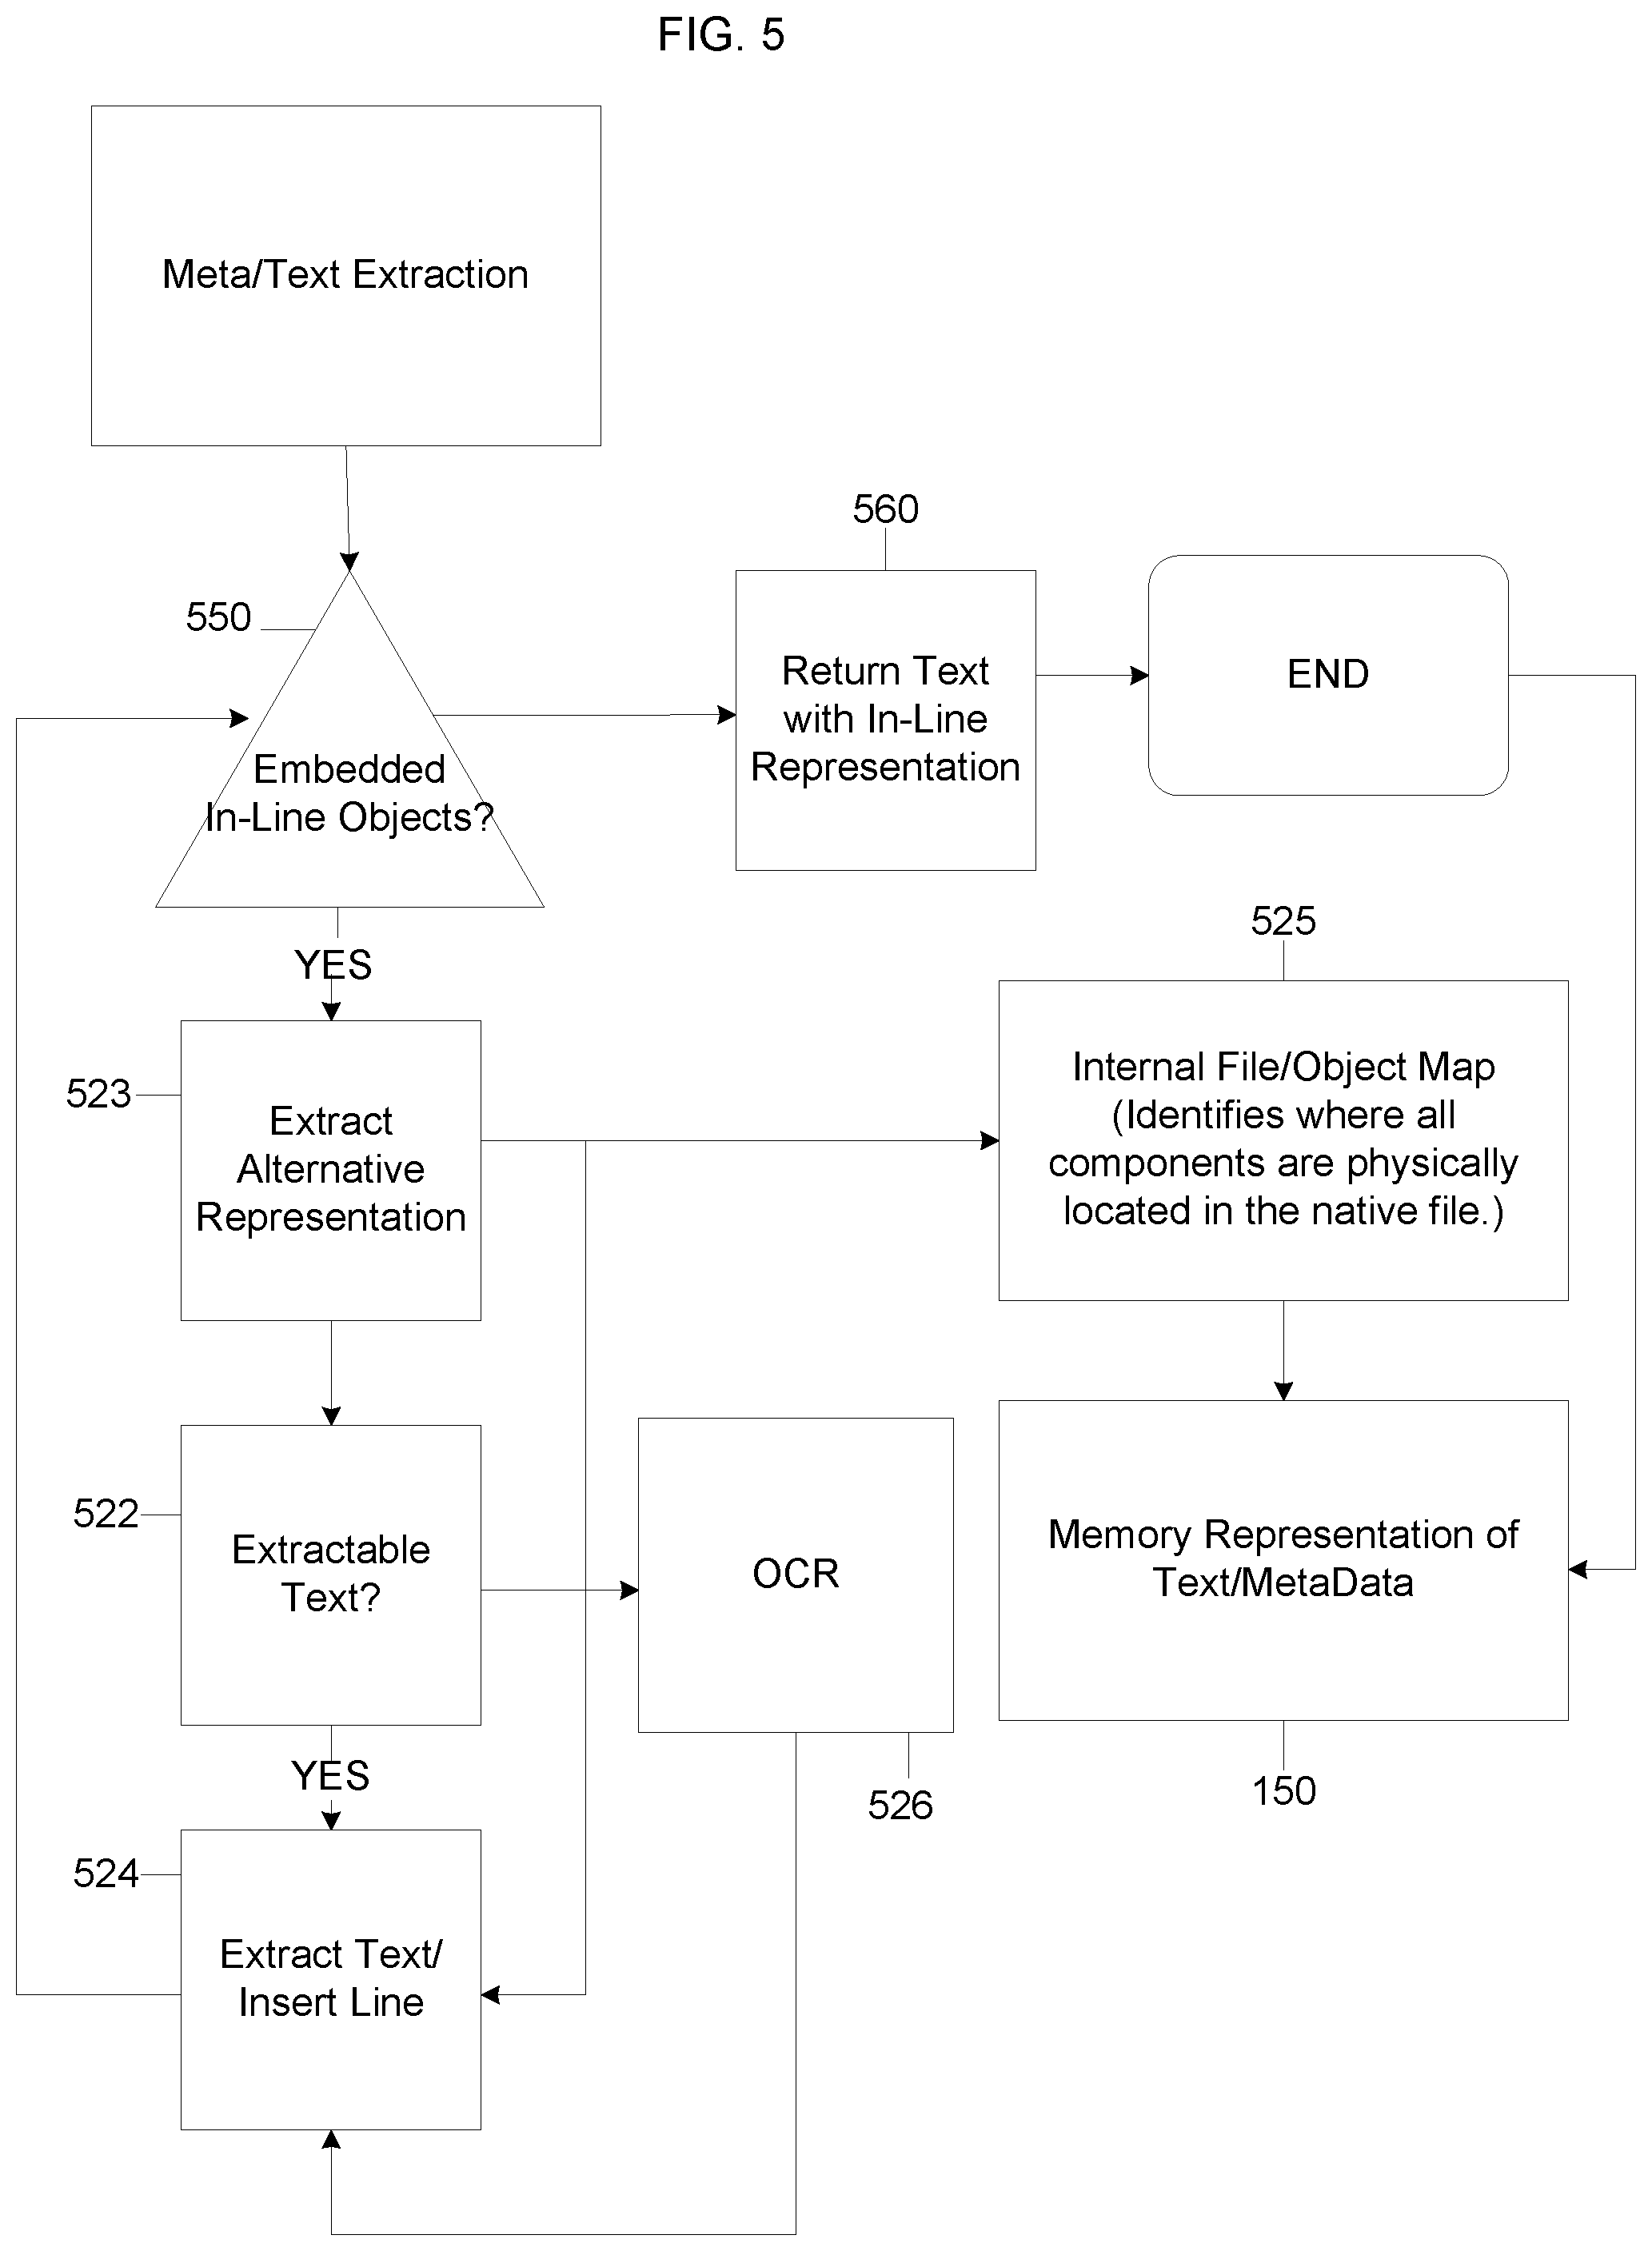 FIG. 5
Meta/Text Extraction
560
550
Return Text
with In-Line
Representation
END
Embedded
In-Line Objects?
YES
525
523
Extract
Alternative
Representation
Internal File/Object Map
(Identifies where all
components are physically
located in the native file.)
522
Extractable
Text?
OCR
Memory Representation of
Text/MetaData
YES
526
150
524
Extract Text/
Insert Line